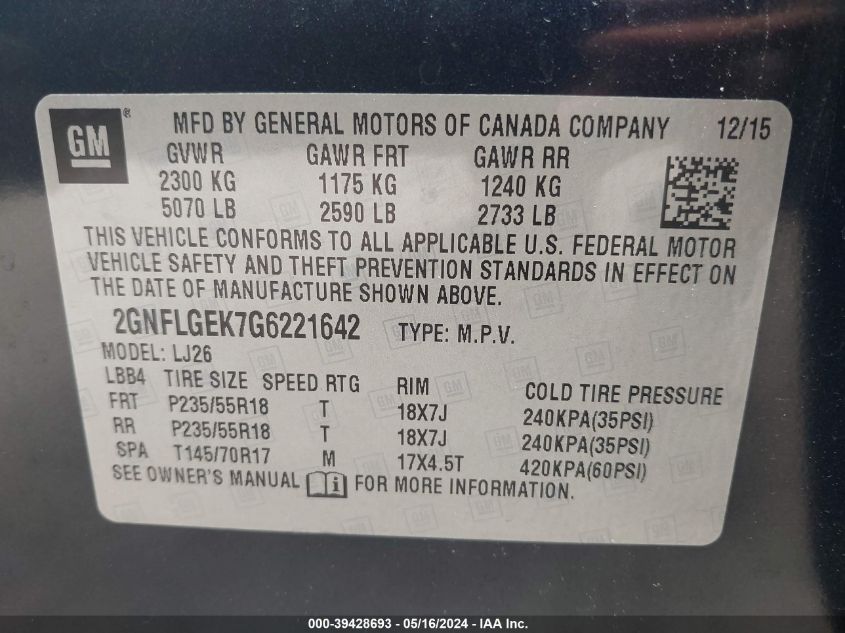 GM ® MFD BY GENERAL MOTORS OF CANADA COMPANY 12/15
GVWR GAWR FRT GAWR RR
2300 KG 1175 KG 1240 KG
5070 LB 2590 LB 2733 LB
THIS VEHICLE CONFORMS TO ALL APPLICABLE U.S. FEDERAL MOTOR
VEHICLE SAFETY AND THEFT PREVENTION STANDARDS IN EFFECT ON
THE DATE OF MANUFACTURE SHOWN ABOVE.
2GNFLGEK7G6221642 TYPE: M.P.V.
MODEL: LJ26
LBB4 TIRE SIZE SPEED RTG RIM COLD TIRE PRESSURE
FRT P235/55R18 T 18X7J 240KPA(35PSI)
RR P235/55R18 T 18X7J 240KPA(35PSI)
SPA T145/70R17 M 17X4.5T 420KPA(60PSI)
SEE OWNER'S MANUAL FOR MORE INFORMATION.
000-39428693 - 05/16/2024 - IAA Inc.